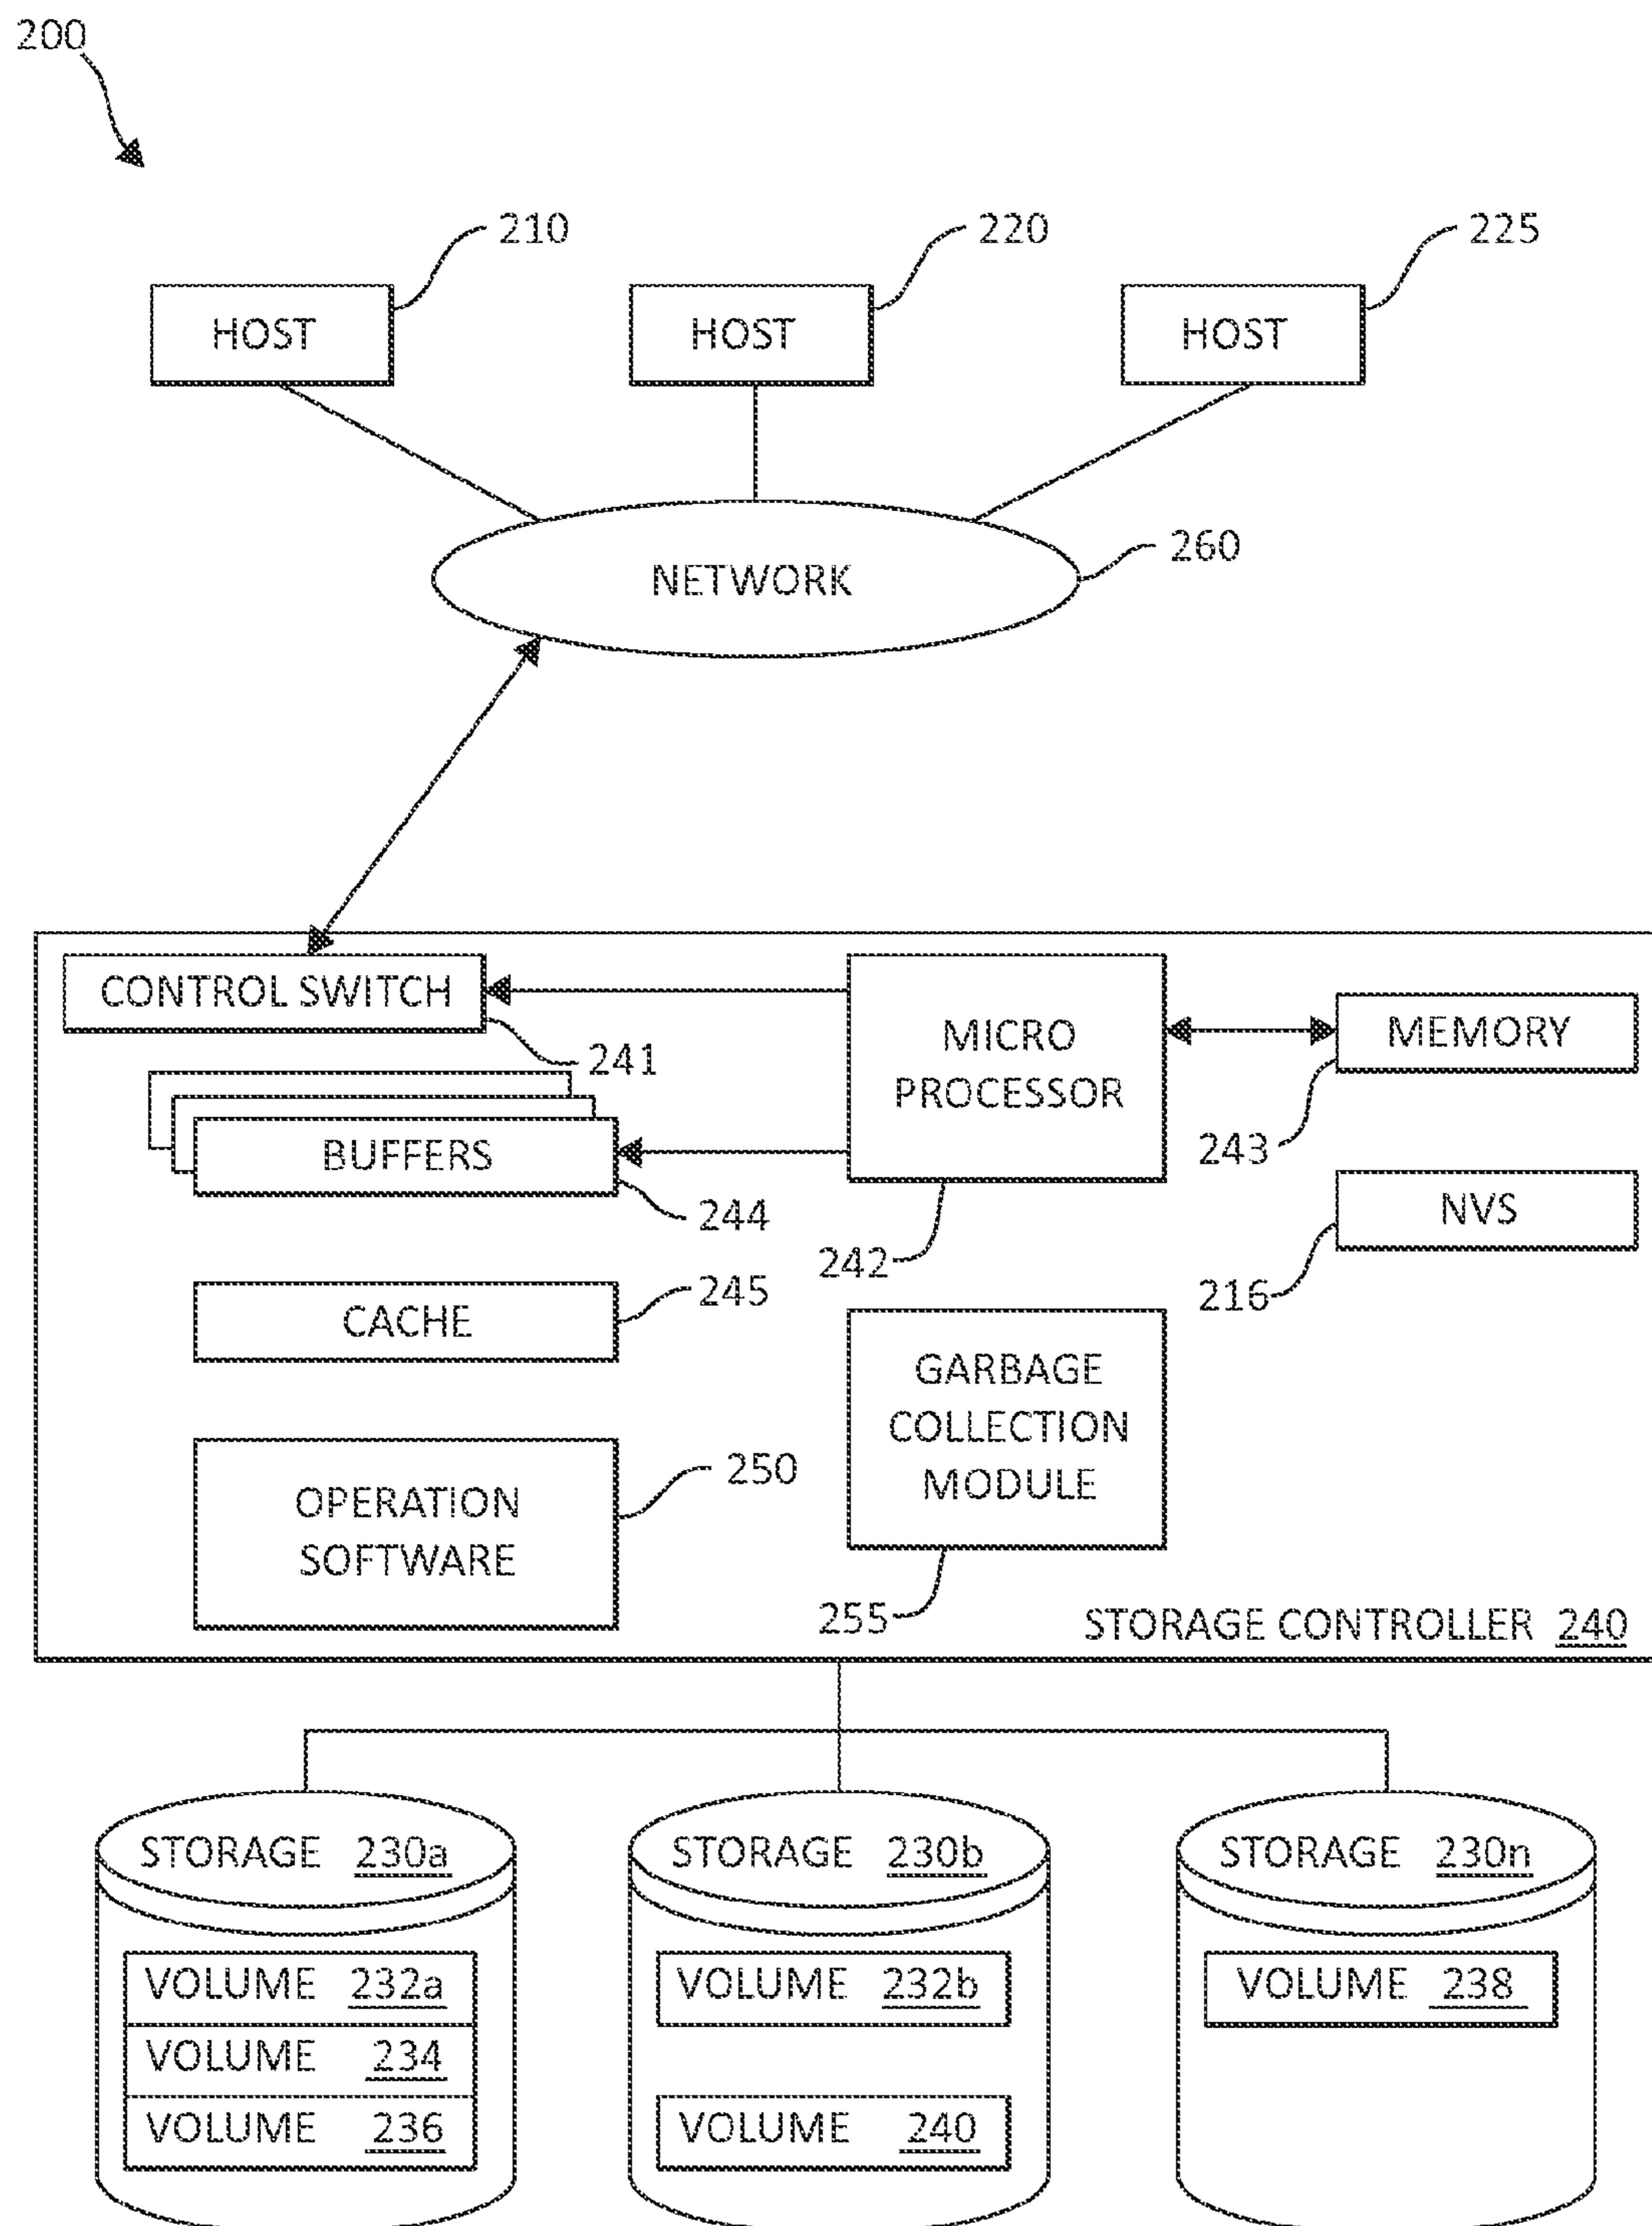 200
210
220
225
HOST
HOST
HOST
260
NETWORK
CONTROL SWITCH
241
MICRO
PROCESSOR
242
MEMORY
243
BUFFERS
244
NVS
216
CACHE
245
GARBAGE
COLLECTION
MODULE
255
OPERATION
SOFTWARE
250
STORAGE CONTROLLER 240
STORAGE 230a
VOLUME 232a
VOLUME 234
VOLUME 236
STORAGE 230b
VOLUME 232b
VOLUME 240
STORAGE 230n
VOLUME 238